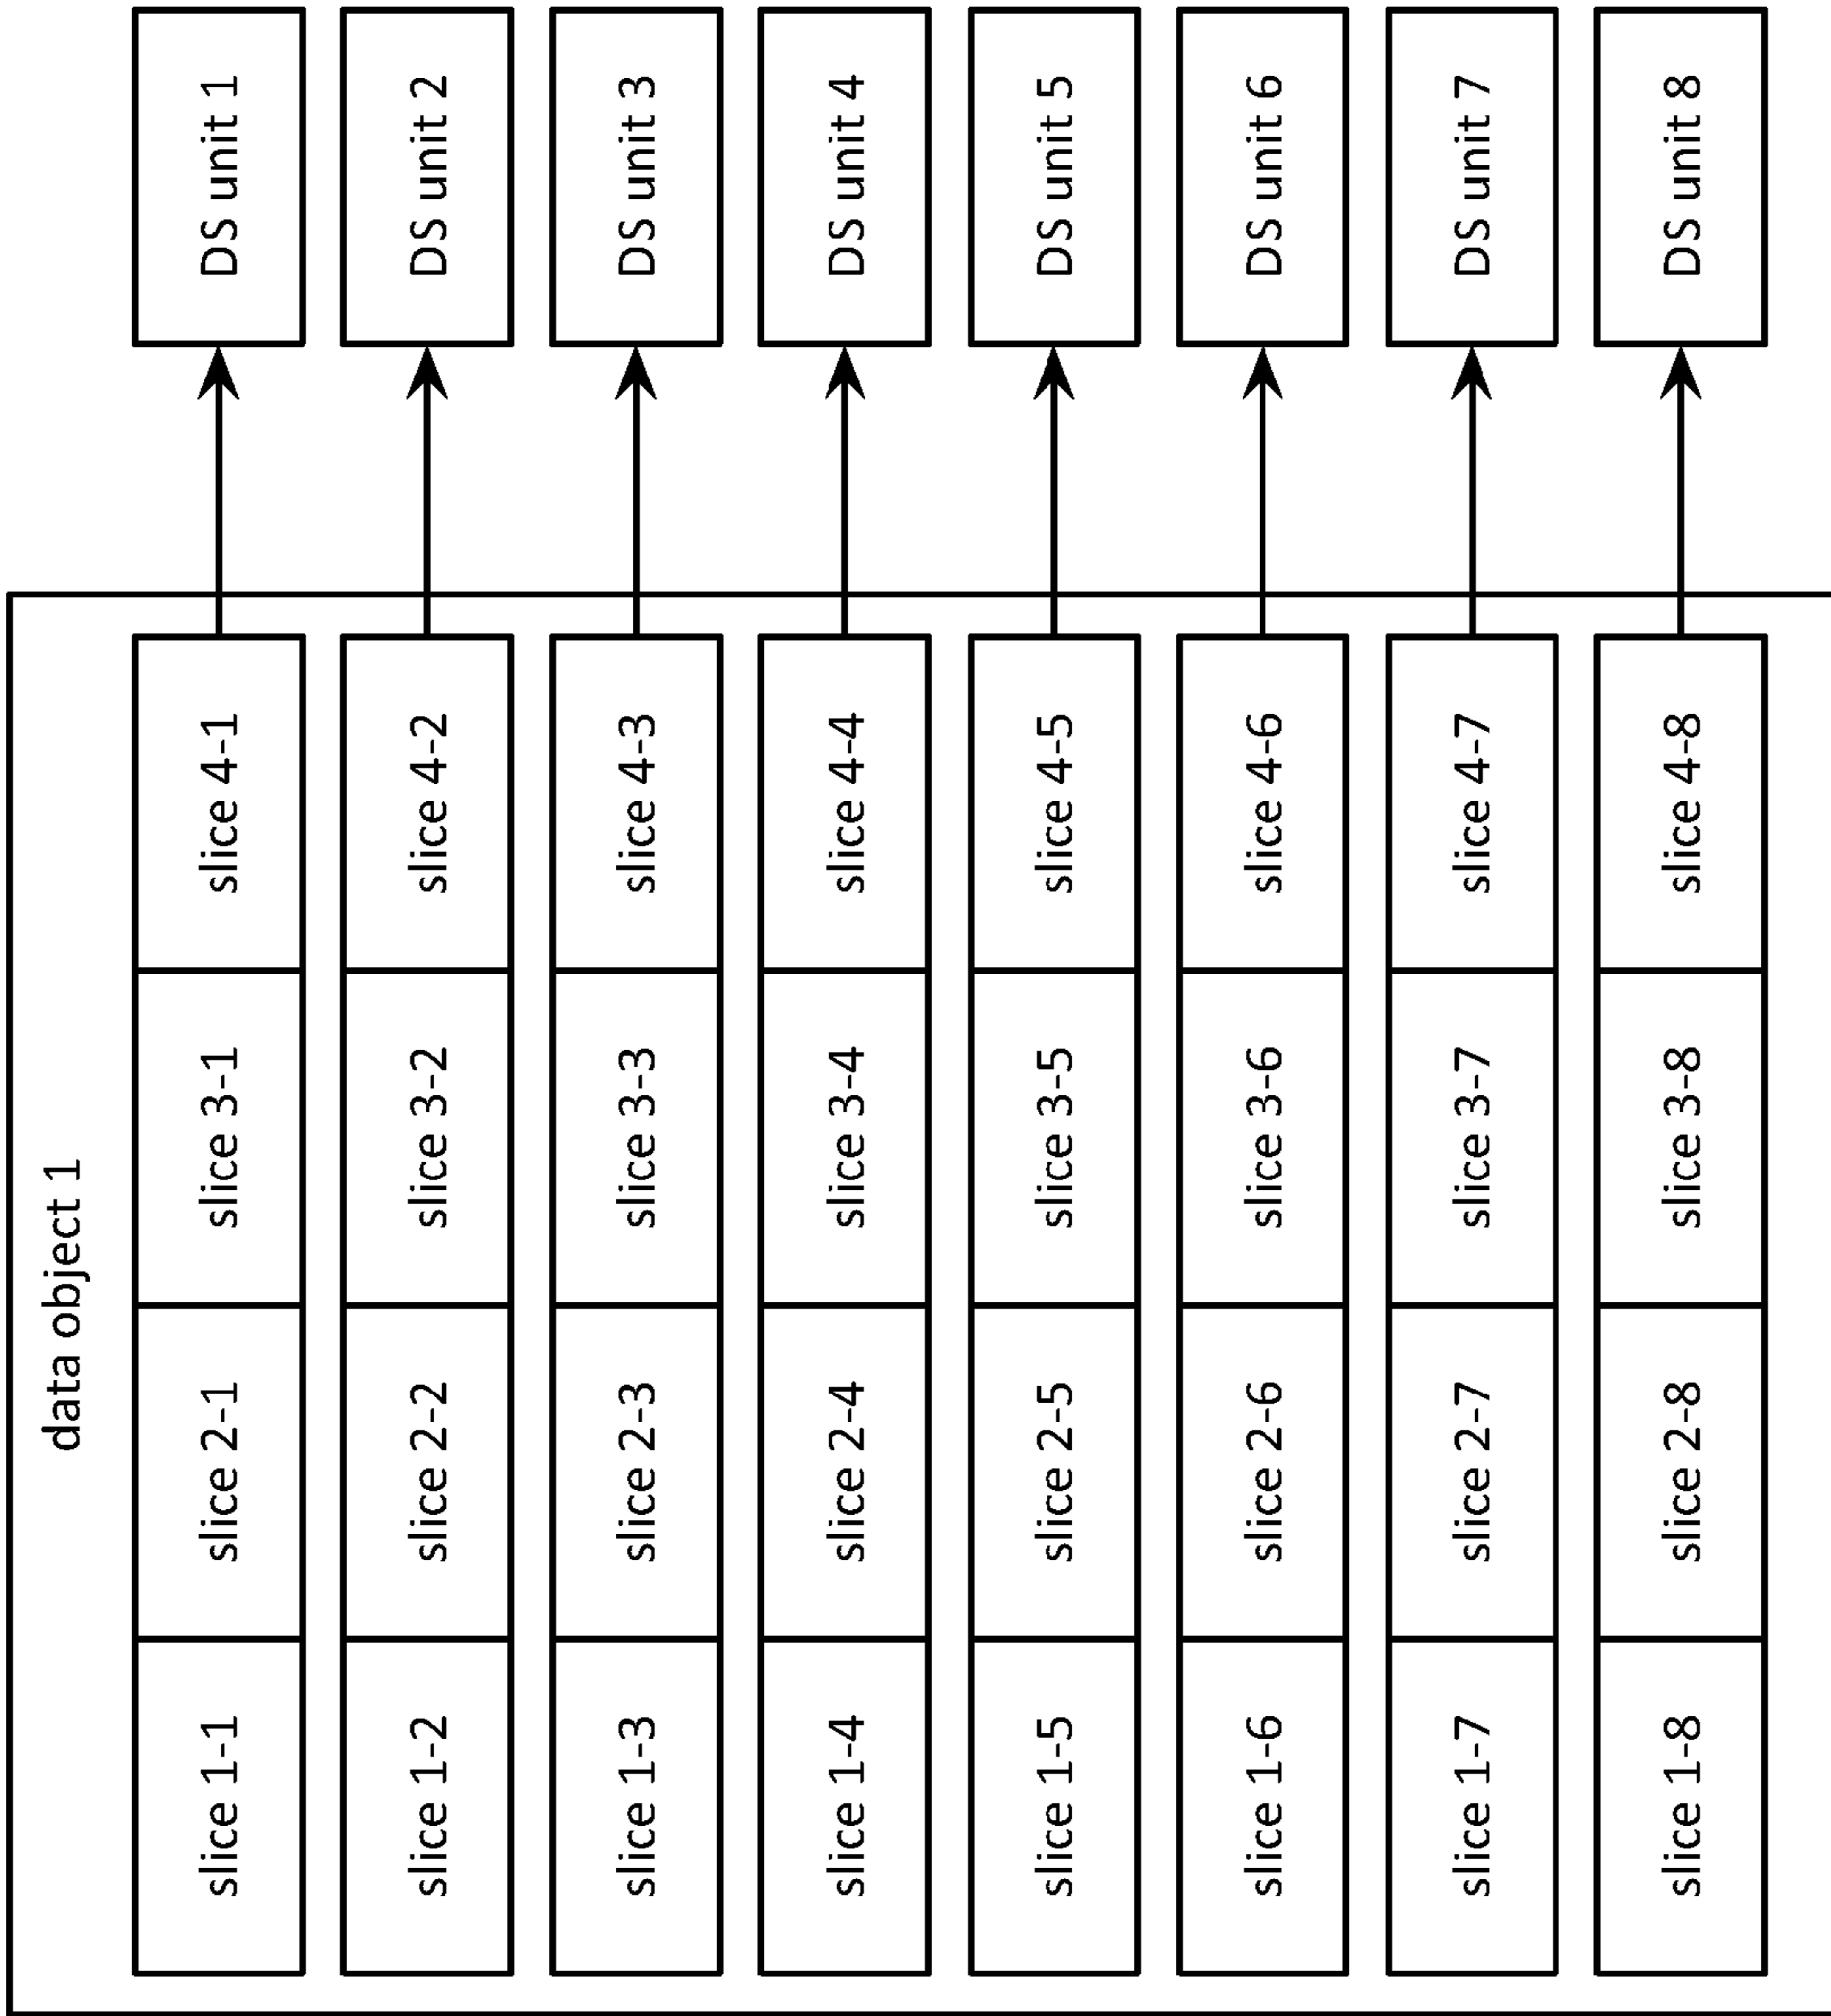 data object 1
slice 1-1 slice 2-1 slice 3-1 slice 4-1 DS unit 1
slice 1-2 slice 2-2 slice 3-2 slice 4-2 DS unit 2
slice 1-3 slice 2-3 slice 3-3 slice 4-3 DS unit 3
slice 1-4 slice 2-4 slice 3-4 slice 4-4 DS unit 4
slice 1-5 slice 2-5 slice 3-5 slice 4-5 DS unit 5
slice 1-6 slice 2-6 slice 3-6 slice 4-6 DS unit 6
slice 1-7 slice 2-7 slice 3-7 slice 4-7 DS unit 7
slice 1-8 slice 2-8 slice 3-8 slice 4-8 DS unit 8